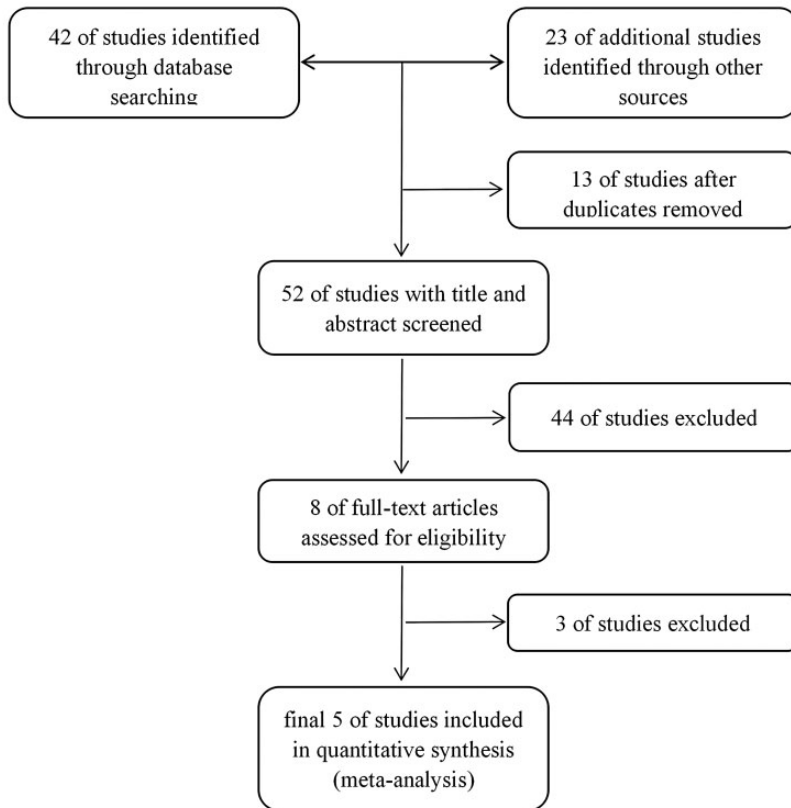 42 of studies identified
through database
searching
23 of additional studies
identified through other
sources
13 of studies after
duplicates removed
52 of studies with title and
abstract screened
44 of studies excluded
8 of full-text articles
assessed for eligibility
3 of studies excluded
final 5 of studies included
in quantitative synthesis
(meta-analysis)